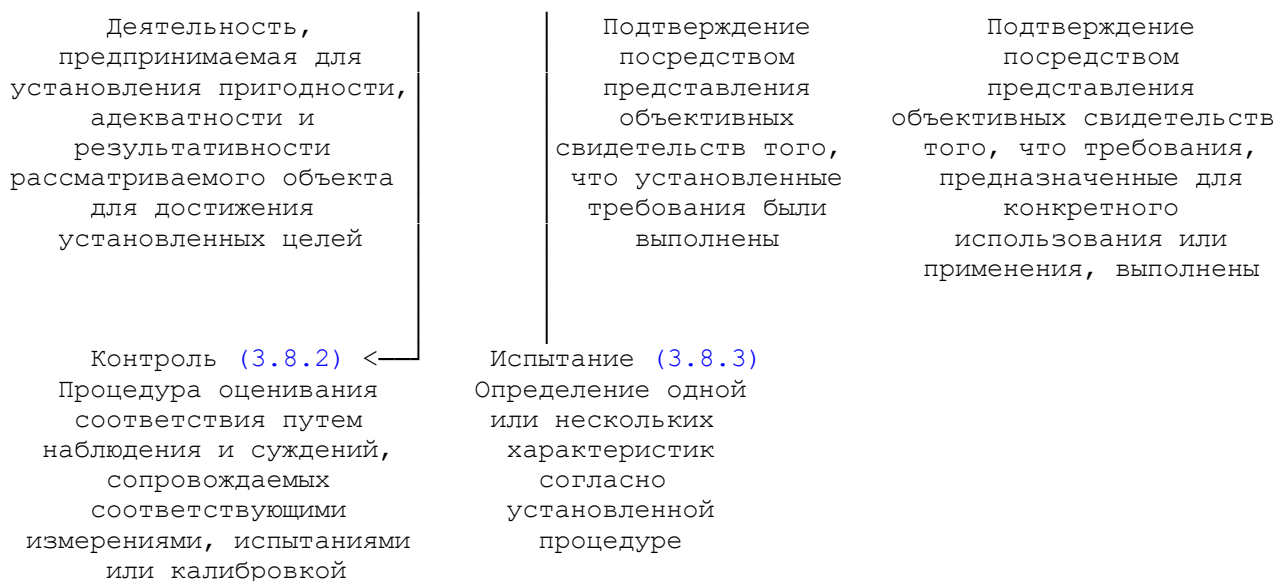 Деятельность,
предпринимаемая для
установления пригодности,
адекватности и
результативности
рассматриваемого объекта
для достижения
установленных целей
Подтверждение
посредством
представления
объективных
свидетельств того,
что установленные
требования были
выполнены
Подтверждение
посредством
представления
объективных свидетельств
того, что требования,
предназначенные для
конкретного
использования или
применения, выполнены
Контроль (3.8.2) <
Процедура оценивания
соответствия путем
наблюдения и суждений,
сопровождаемых
соответствующими
измерениями, испытаниями
или калибровкой
Испытание (3.8.3)
Определение одной
или нескольких
характеристик
согласно
установленной
процедуре